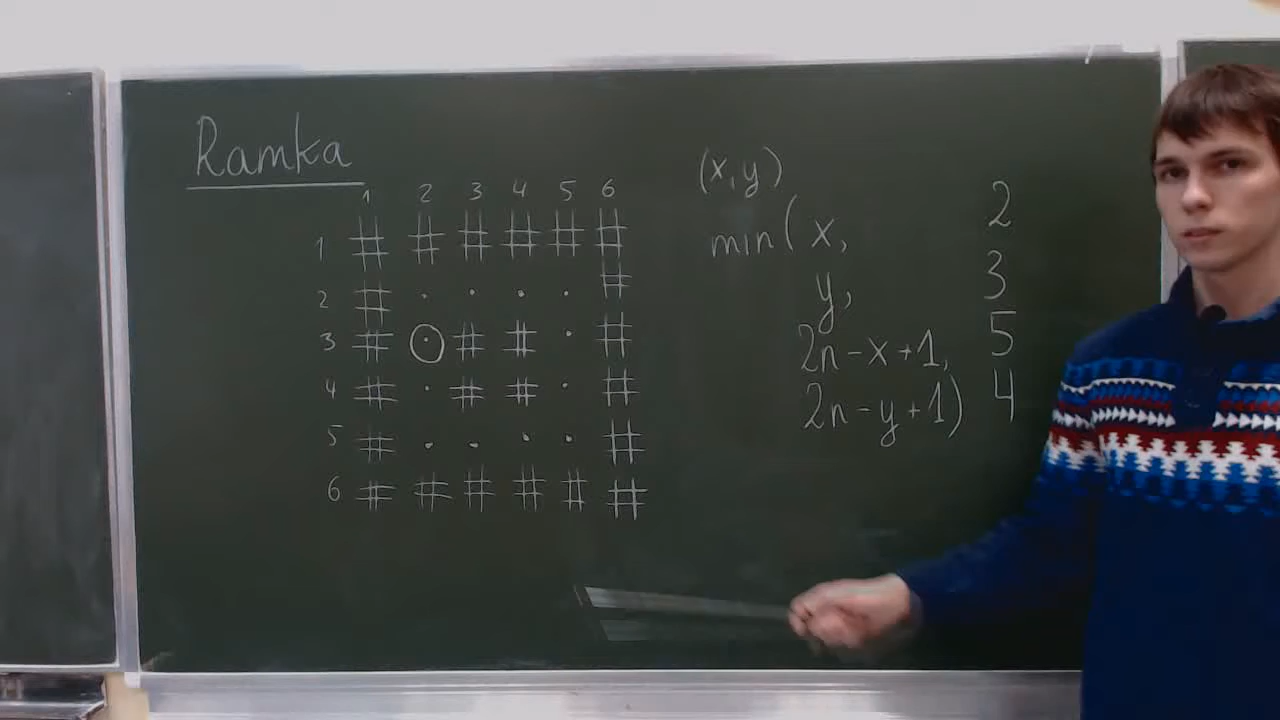 Ramka
1 2 3 4 5 6
1 # # # # # #
2 # . . . . #
3 # . # # . #
4 # . # # . #
5 # . . . . #
6 # # # # # #
(x, y)
min(x, 2
y, 3
2n-x+1, 5
2n-y+1) 4